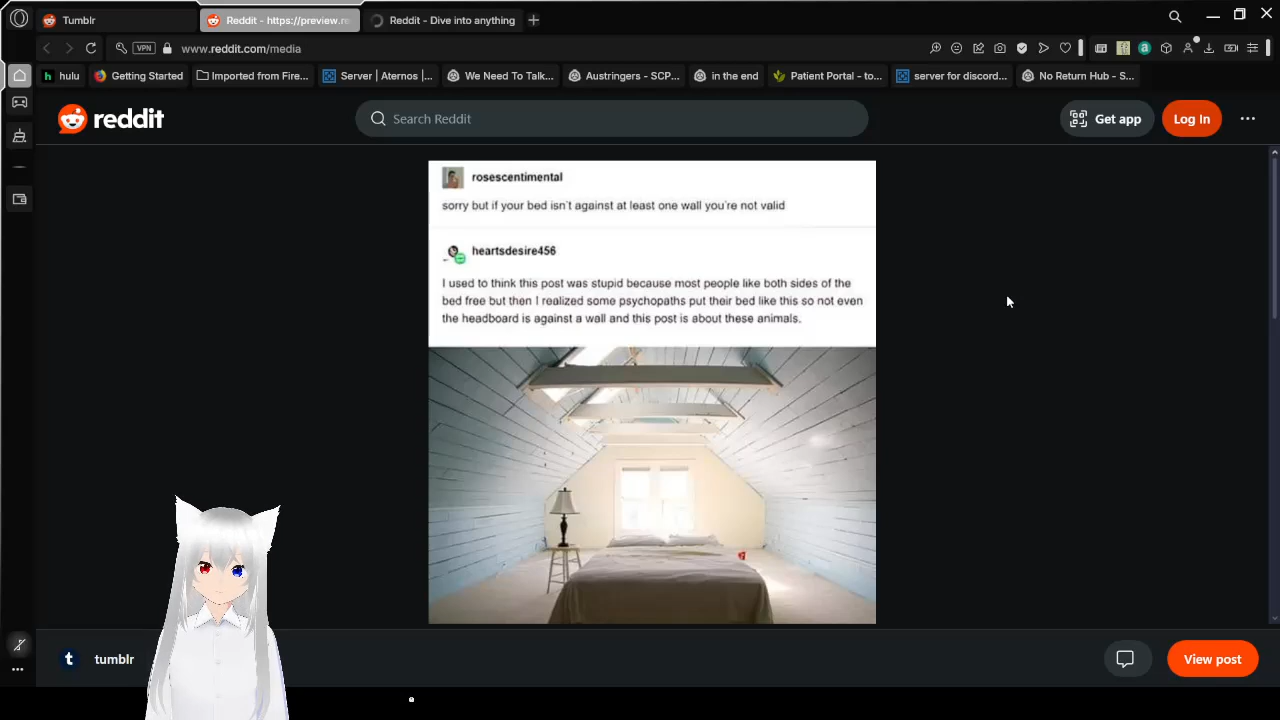 Tumblr
Reddit - https://preview.re
Reddit - Dive into anything
VPN
www.reddit.com/media
hulu
Getting Started
Imported from Fire...
Server | Aternos |...
We Need To Talk...
Austringers - SCP...
in the end
Patient Portal - to...
server for discord...
No Return Hub - S...
reddit
Search Reddit
Get app
Log In
rosescentimental
sorry but if your bed isn't against at least one wall you're not valid
heartsdesire456
I used to think this post was stupid because most people like both sides of the
bed free but then I realized some psychopaths put their bed like this so not even
the headboard is against a wall and this post is about these animals.
tumblr
View post